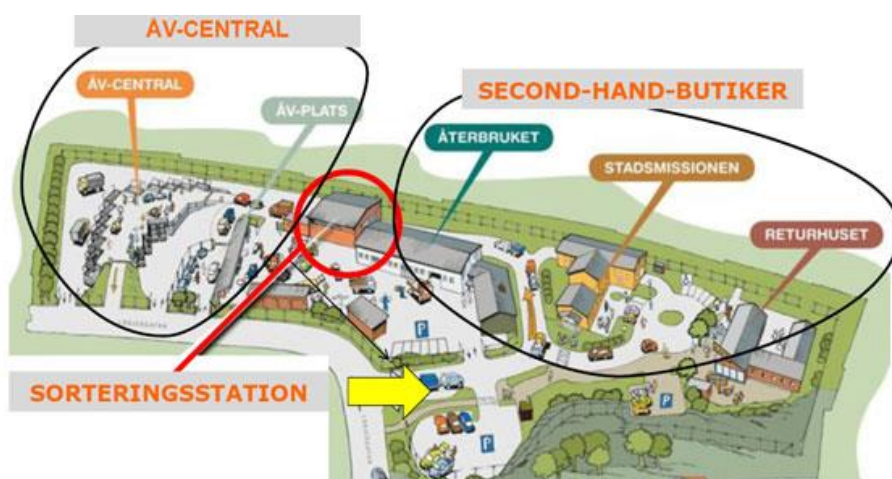 ÅV-CENTRAL
ÅV-CENTRAL
ÅV-PLATS
SECOND-HAND-BUTIKER
ÅTERBRUKET
STADSMISSIONEN
RETURHUSET
P
P
P
SORTERINGSSTATION